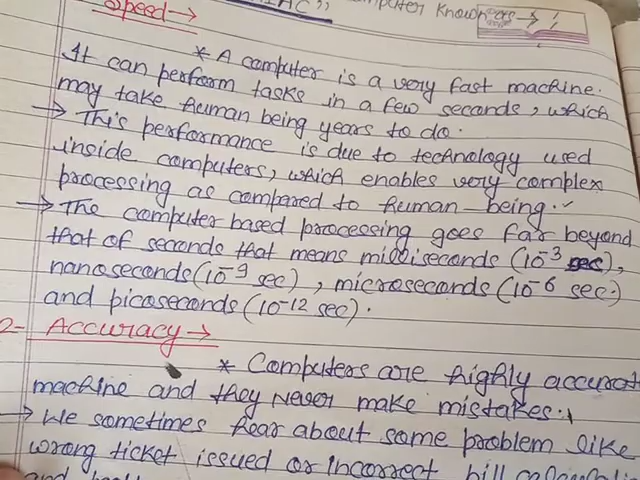 Speed →
* A computer is a very fast machine.
It can perform tasks in a few seconds, which
may take human being years to do.
→ This performance is due to technology used
inside computers, which enables very complex
processing as compared to human being.
→ The computer based processing goes far beyond
that of seconds that means milliseconds (10⁻³ sec),
nanoseconds (10⁻⁹ sec), microseconds (10⁻⁶ sec)
and picoseconds (10⁻¹² sec).
2- Accuracy →
* Computers are highly accurat
machine and they Never make mistakes.
→ We sometimes hear about some problem like
wrong ticket issued or incorrect bill